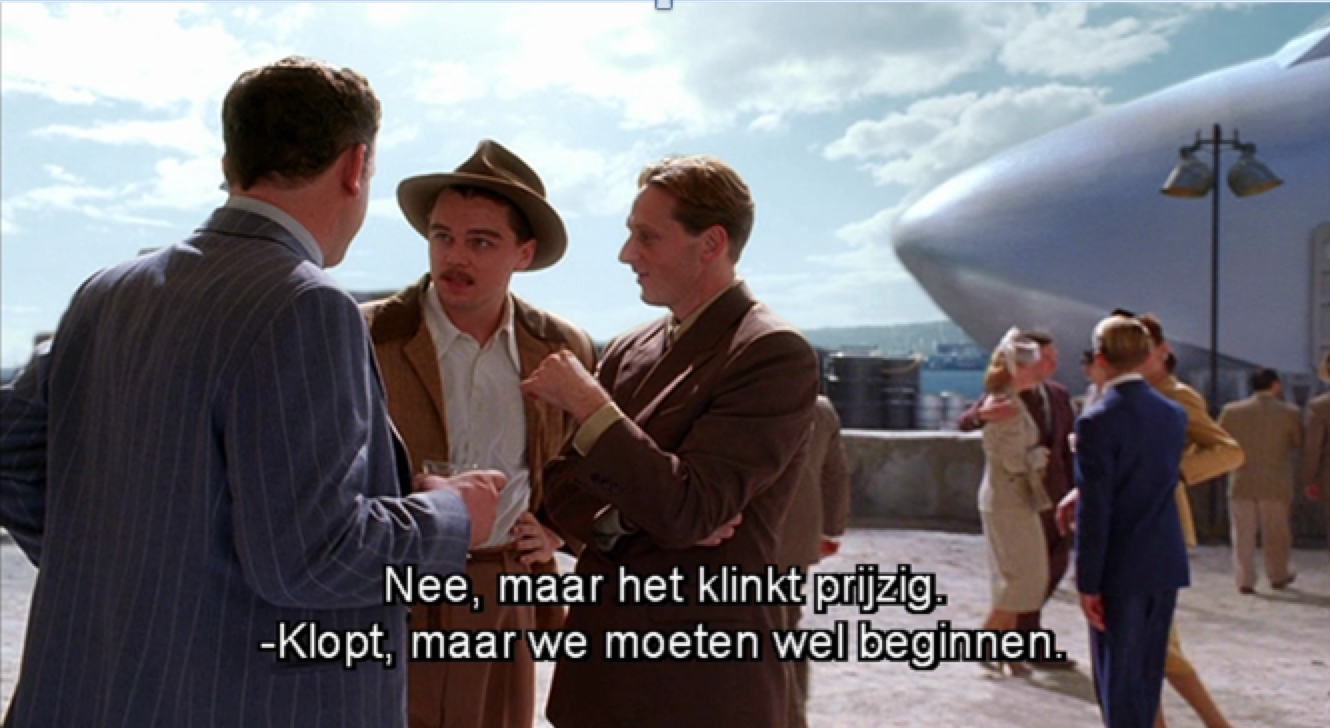 Nee, maar het klinkt prijzig.
-Klopt, maar we moeten wel beginnen.